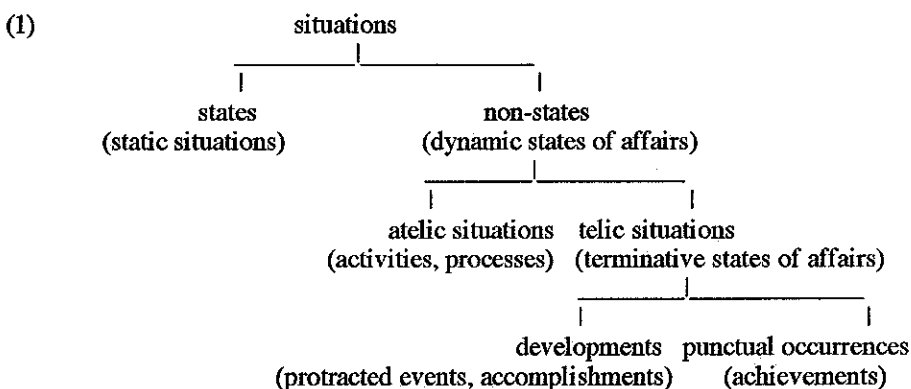 (1) situations
states non-states
(static situations) (dynamic states of affairs)
atelic situations telic situations
(activities, processes) (terminative states of affairs)
developments punctual occurrences
(protracted events, accomplishments) (achievements)